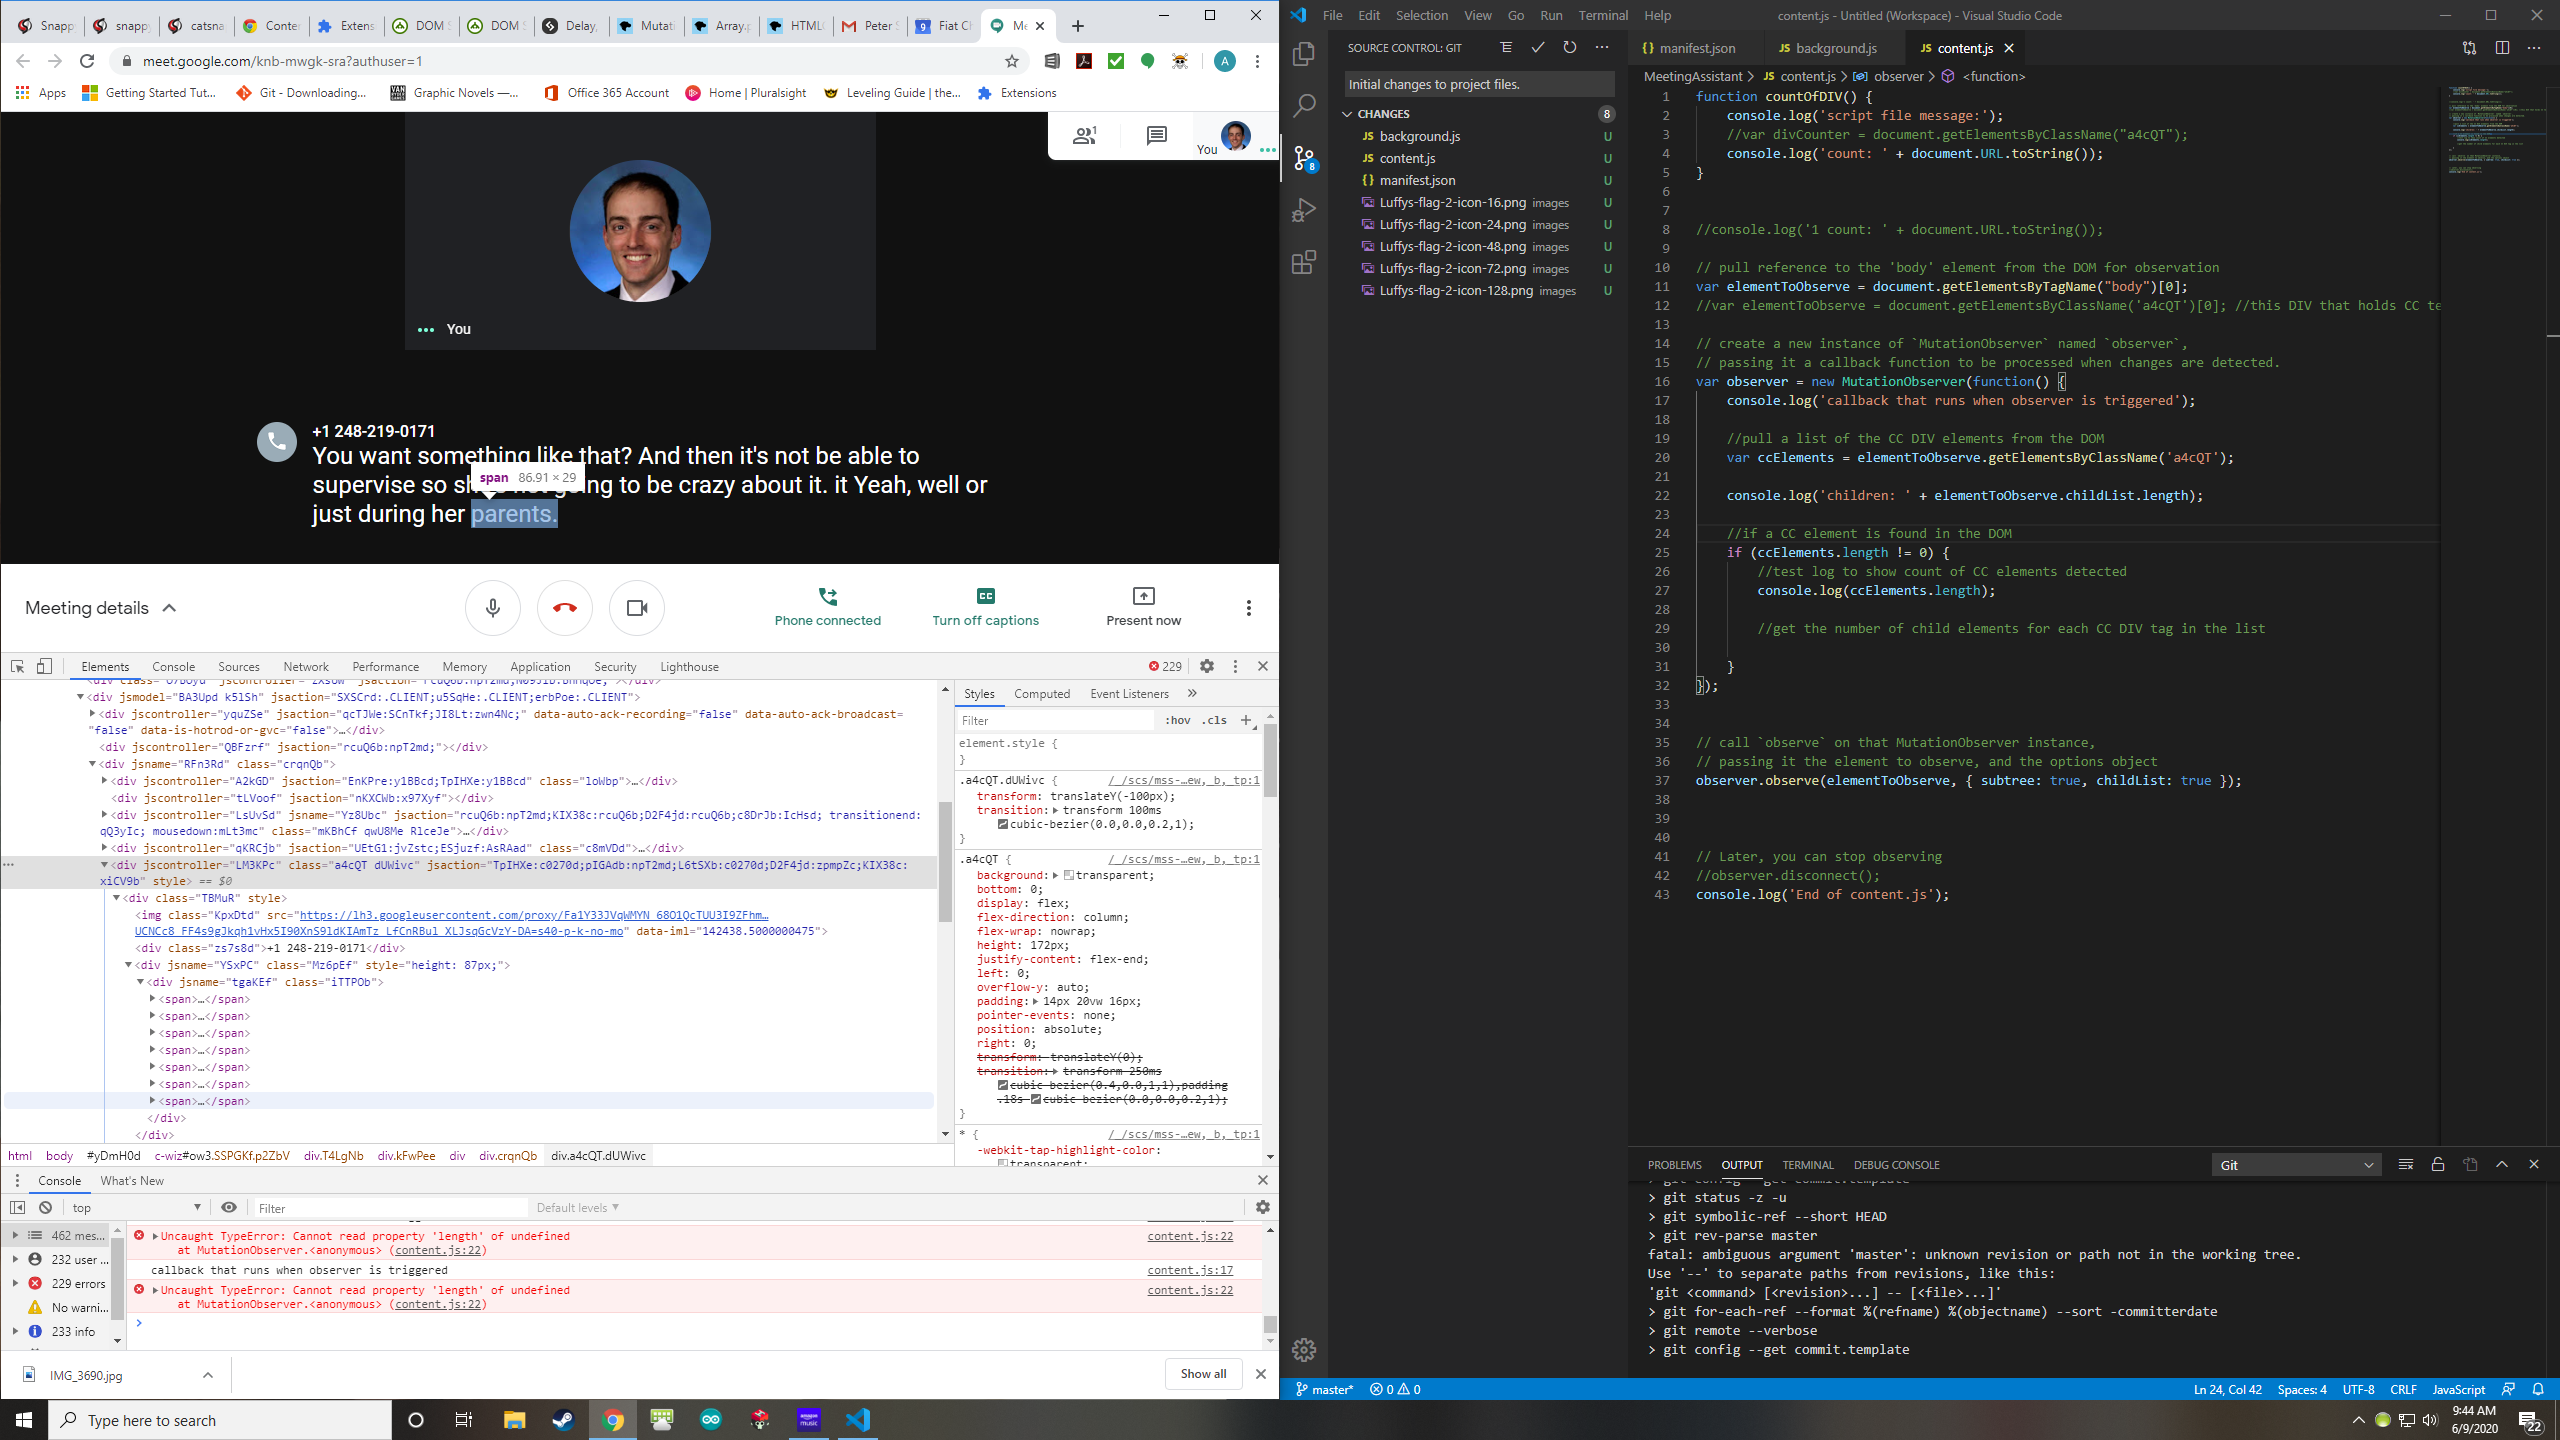 Snappy
snappy
catsna
Conter
Extens
DOM S
DOM S
Delay,
Mutati
Array.p
HTMLC
Peter S
Fiat Ch
Me
meet.google.com/knb-mwgk-sra?authuser=1
A
Apps
Getting Started Tut...
Git - Downloading...
Graphic Novels —...
Office 365 Account
Home | Pluralsight
Leveling Guide | the...
Extensions
1
You
You
+1 248-219-0171
You want something like that? And then it's not be able to
supervise so she's not going to be crazy about it. it Yeah, well or
just during her parents.
span 86.91 × 29
Meeting details
Phone connected
Turn off captions
Present now
Elements
Console
Sources
Network
Performance
Memory
Application
Security
Lighthouse
229
<div jsmodel="BA3Upd k5lSh" jsaction="SXSCrd:.CLIENT;u5SqHe:.CLIENT;erbPoe:.CLIENT">
<div jscontroller="yquZSe" jsaction="qcTJWe:SCnTkf;JI8Lt:zwn4Nc;" data-auto-ack-recording="false" data-auto-ack-broadcast=
"false" data-is-hotrod-or-gvc="false">…</div>
<div jscontroller="QBFzrf" jsaction="rcuQ6b:npT2md;"></div>
<div jsname="RFn3Rd" class="crqnQb">
<div jscontroller="A2kGD" jsaction="EnKPre:y1BBcd;TpIHXe:y1BBcd" class="loWbp">…</div>
<div jscontroller="tLVoof" jsaction="nKXCWb:x97Xyf"></div>
<div jscontroller="LsUvSd" jsname="Yz8Ubc" jsaction="rcuQ6b:npT2md;KIX38c:rcuQ6b;D2F4jd:rcuQ6b;c8DrJb:IcHsd; transitionend:
qQ3yIc; mousedown:mLt3mc" class="mKBhCf qwU8Me RlceJe">…</div>
<div jscontroller="qKRCjb" jsaction="UEtG1:jvZstc;ESjuzf:AsRAad" class="c8mVDd">…</div>
<div jscontroller="LM3KPc" class="a4cQT dUWivc" jsaction="TpIHXe:c0270d;pIGAdb:npT2md;L6tSXb:c0270d;D2F4jd:zpmpZc;KIX38c:
xiCV9b" style> == $0
<div class="TBMuR" style>
<img class="KpxDtd" src="https://lh3.googleusercontent.com/proxy/Fa1Y33JVqWMYN_68O1QcTUU3I9ZFhm…
UCNCc8_FF4s9gJkqh1vHx5I90XnS9ldKIAmTz_LfCnRBul_XLJsqGcVzY-DA=s40-p-k-no-mo" data-iml="142438.5000000475">
<div class="zs7s8d">+1 248-219-0171</div>
<div jsname="YSxPC" class="Mz6pEf" style="height: 87px;">
<div jsname="tgaKEf" class="iTTPOb">
<span>…</span>
<span>…</span>
<span>…</span>
<span>…</span>
<span>…</span>
<span>…</span>
<span>…</span>
</div>
</div>
html body #yDmH0d c-wiz#ow3.SSPGKf.p2ZbV div.T4LgNb div.kFwPee div div.crqnQb div.a4cQT.dUWivc
Styles
Computed
Event Listeners
Filter
:hov .cls
element.style {
}
.a4cQT.dUWivc {
/_/scs/mss-…ew,_b,_tp:1
transform: translateY(-100px);
transition: transform 100ms
cubic-bezier(0.0,0.0,0.2,1);
}
.a4cQT {
/_/scs/mss-…ew,_b,_tp:1
background: transparent;
bottom: 0;
display: flex;
flex-direction: column;
flex-wrap: nowrap;
height: 172px;
justify-content: flex-end;
left: 0;
overflow-y: auto;
padding: 14px 20vw 16px;
pointer-events: none;
position: absolute;
right: 0;
transform: translateY(0);
transition: transform 250ms
cubic-bezier(0.4,0.0,1,1),padding
.18s cubic-bezier(0.0,0.0,0.2,1);
}
* {
/_/scs/mss-…ew,_b,_tp:1
-webkit-tap-highlight-color:
transparent;
Console
What's New
top
Filter
Default levels
462 mes...
232 user ...
229 errors
No warni...
233 info
Uncaught TypeError: Cannot read property 'length' of undefined
at MutationObserver.<anonymous> (content.js:22)
content.js:22
callback that runs when observer is triggered
content.js:17
Uncaught TypeError: Cannot read property 'length' of undefined
at MutationObserver.<anonymous> (content.js:22)
content.js:22
IMG_3690.jpg
Show all
File Edit Selection View Go Run Terminal Help
content.js - Untitled (Workspace) - Visual Studio Code
SOURCE CONTROL: GIT
Initial changes to project files.
CHANGES
8
8
JS background.js U
JS content.js U
{} manifest.json U
Luffys-flag-2-icon-16.png images U
Luffys-flag-2-icon-24.png images U
Luffys-flag-2-icon-48.png images U
Luffys-flag-2-icon-72.png images U
Luffys-flag-2-icon-128.png images U
{} manifest.json
JS background.js
JS content.js
MeetingAssistant > JS content.js > observer > <function>
1 function countOfDIV() {
2 console.log('script file message:');
3 //var divCounter = document.getElementsByClassName("a4cQT");
4 console.log('count: ' + document.URL.toString());
5 }
6
7
8 //console.log('1 count: ' + document.URL.toString());
9
10 // pull reference to the 'body' element from the DOM for observation
11 var elementToObserve = document.getElementsByTagName("body")[0];
12 //var elementToObserve = document.getElementsByClassName('a4cQT')[0]; //this DIV that holds CC te
13
14 // create a new instance of `MutationObserver` named `observer`,
15 // passing it a callback function to be processed when changes are detected.
16 var observer = new MutationObserver(function() {
17 console.log('callback that runs when observer is triggered');
18
19 //pull a list of the CC DIV elements from the DOM
20 var ccElements = elementToObserve.getElementsByClassName('a4cQT');
21
22 console.log('children: ' + elementToObserve.childList.length);
23
24 //if a CC element is found in the DOM
25 if (ccElements.length != 0) {
26 //test log to show count of CC elements detected
27 console.log(ccElements.length);
28
29 //get the number of child elements for each CC DIV tag in the list
30
31 }
32 });
33
34
35 // call `observe` on that MutationObserver instance,
36 // passing it the element to observe, and the options object
37 observer.observe(elementToObserve, { subtree: true, childList: true });
38
39
40
41 // Later, you can stop observing
42 //observer.disconnect();
43 console.log('End of content.js');
PROBLEMS
OUTPUT
TERMINAL
DEBUG CONSOLE
Git
> git config --get commit.template
> git status -z -u
> git symbolic-ref --short HEAD
> git rev-parse master
fatal: ambiguous argument 'master': unknown revision or path not in the working tree.
Use '--' to separate paths from revisions, like this:
'git <command> [<revision>...] -- [<file>...]'
> git for-each-ref --format %(refname) %(objectname) --sort -committerdate
> git remote --verbose
> git config --get commit.template
master*
0
0
Ln 24, Col 42
Spaces: 4
UTF-8
CRLF
JavaScript
Type here to search
amazon music
9:44 AM
6/9/2020
22